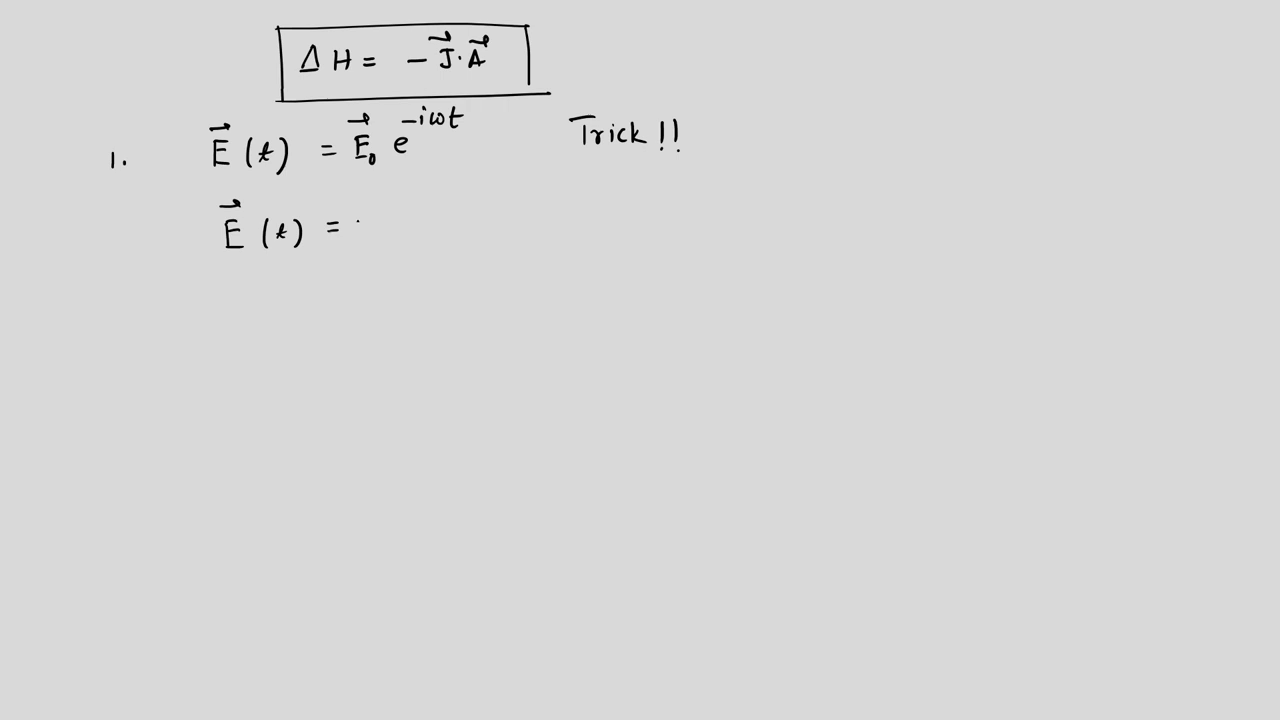 ΔH = −J⃗·A⃗
1. E⃗(t) = E⃗₀ e^{−iωt} Trick!!
E⃗(t) =